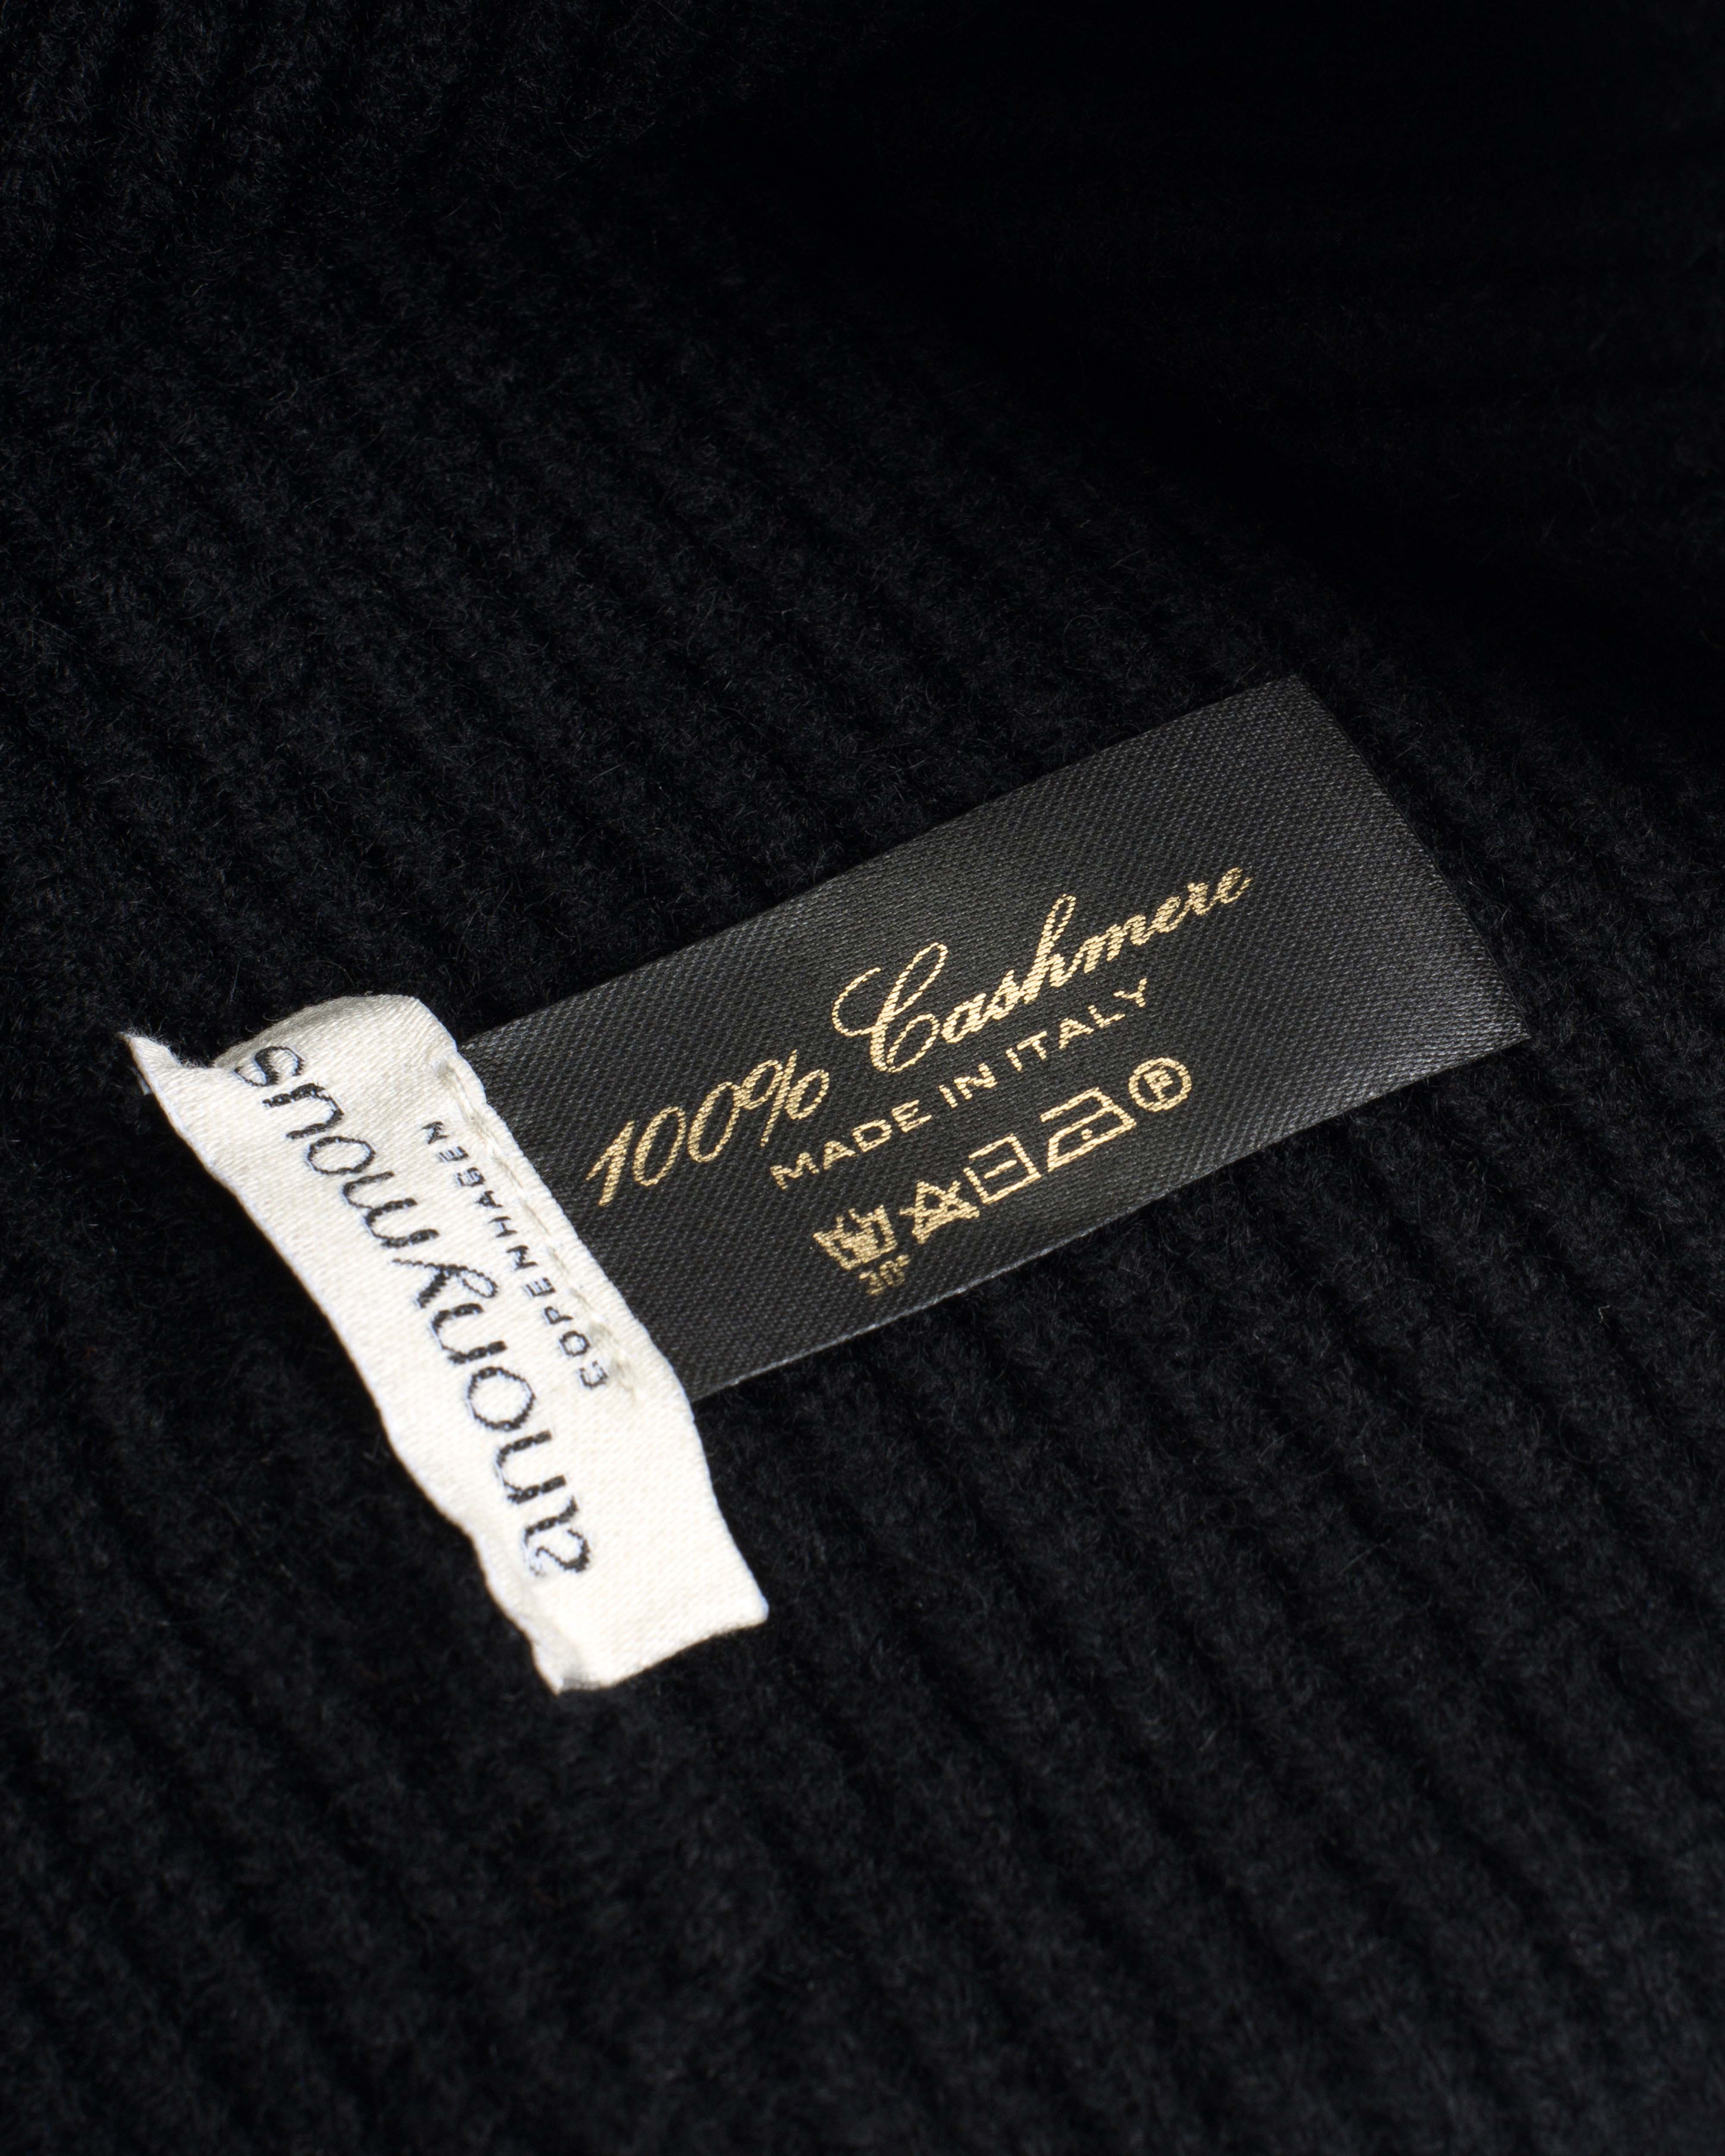 100% Cashmere
MADE IN ITALY
P
30°
anonymous
COPENHAGEN